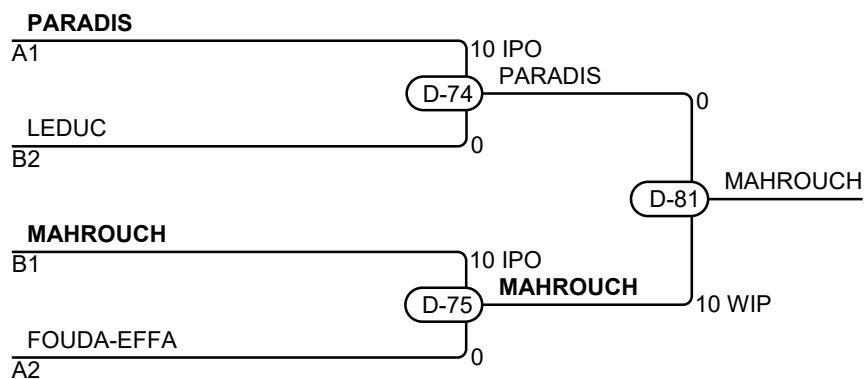 PARADIS
A1
10 IPO
D-74
PARADIS
LEDUC
B2
0
0
D-81
MAHROUCH
MAHROUCH
B1
10 IPO
D-75
MAHROUCH
10 WIP
FOUDA-EFFA
A2
0